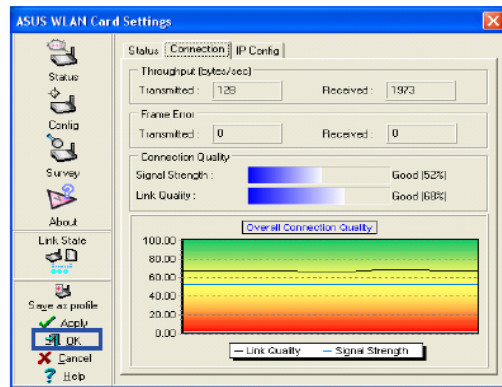 ASUS WLAN Card Settings
Status
Config
Survey
About
Link State
Save as profile
Apply
OK
Cancel
Help
Status Connection IP Config
Throughput (bytes/sec)
Transmitted : 128 Received : 1973
Frame Error
Transmitted : 0 Received : 0
Connection Quality
Signal Strength : Good (52%)
Link Quality : Good (68%)
Overall Connection Quality
100.00
80.00
60.00
40.00
20.00
0.00
Link Quality Signal Strength